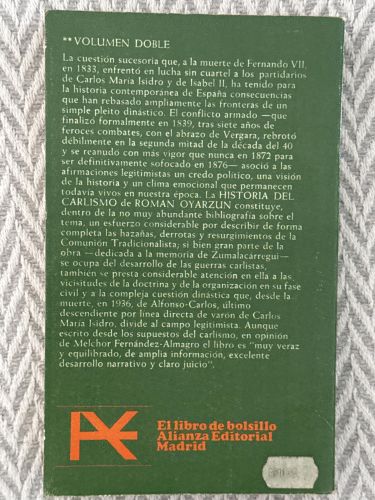 ** VOLUMEN DOBLE
La cuestión sucesoria que, a la muerte de Fernando VII,
en 1833, enfrentó en lucha sin cuartel a los partidarios
de Carlos María Isidro y de Isabel II, ha tenido para
la historia contemporánea de España consecuencias
que han rebasado ampliamente las fronteras de un
simple pleito dinástico. El conflicto armado —que
finalizó formalmente en 1839, tras siete años de
feroces combates, con el abrazo de Vergara, rebrotó
débilmente en la segunda mitad de la década del 40
y se reanudó con más vigor que nunca en 1872 para
ser definitivamente sofocado en 1876— asoció a las
afirmaciones legitimistas un credo político, una visión
de la historia y un clima emocional que permanecen
todavía vivos en nuestra época. La HISTORIA DEL
CARLISMO de ROMAN OYARZUN constituye,
dentro de la no muy abundante bibliografía sobre el
tema, un esfuerzo considerable por describir de forma
completa las hazañas, derrotas y resurgimientos de la
Comunión Tradicionalista; si bien gran parte de la
obra —dedicada a la memoria de Zumalacárregui—
se ocupa del desarrollo de las guerras carlistas,
también se presta considerable atención en ella a las
vicisitudes de la doctrina y de la organización en su fase
civil y a la compleja cuestión dinástica que, desde la
muerte, en 1936, de Alfonso-Carlos, último
descendiente por línea directa de varón de Carlos
María Isidro, divide al campo legitimista. Aunque
escrito desde los supuestos del carlismo, en opinión
de Melchor Fernández-Almagro el libro es "muy veraz
y equilibrado, de amplia información, excelente
desarrollo narrativo y claro juicio".
El libro de bolsillo
Alianza Editorial
Madrid